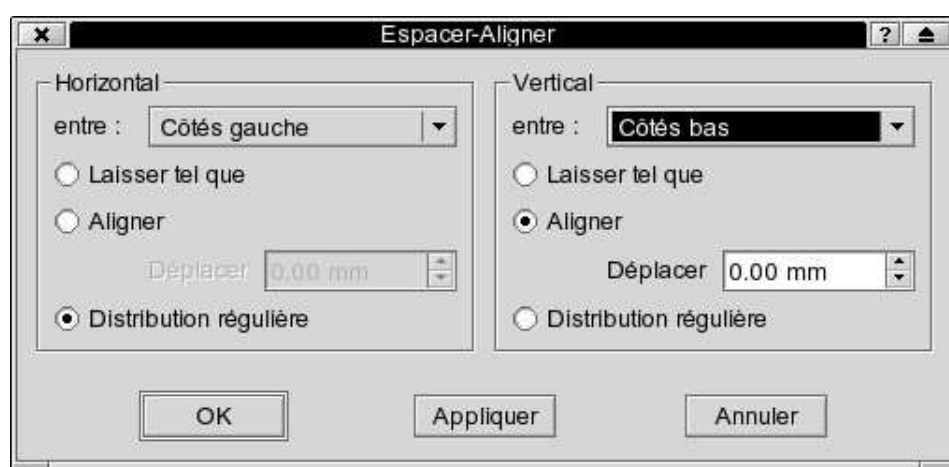 Espacer-Aligner ?
Horizontal
entre : Côtés gauche
Laisser tel que
Aligner
Déplacer 0.00 mm
Distribution régulière
Vertical
entre : Côtés bas
Laisser tel que
Aligner
Déplacer 0.00 mm
Distribution régulière
OK Appliquer Annuler